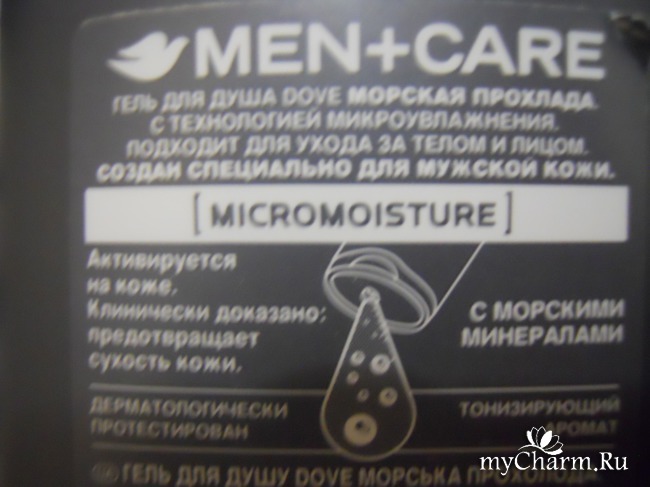 MEN+CARE
ГЕЛЬ ДЛЯ ДУША DOVE МОРСКАЯ ПРОХЛАДА
С ТЕХНОЛОГИЕЙ МИКРОУВЛАЖНЕНИЯ.
ПОДХОДИТ ДЛЯ УХОДА ЗА ТЕЛОМ И ЛИЦОМ.
СОЗДАН СПЕЦИАЛЬНО ДЛЯ МУЖСКОЙ КОЖИ.
[MICROMOISTURE]
Активируется
на коже.
Клинически доказано:
предотвращает
сухость кожи.
С МОРСКИМИ
МИНЕРАЛАМИ
ДЕРМАТОЛОГИЧЕСКИ
ПРОТЕСТИРОВАН
ТОНИЗИРУЮЩИЙ
АРОМАТ
ГЕЛЬ ДЛЯ ДУШУ DOVE МОРСЬКА ПРОХОЛОДА
myCharm.Ru